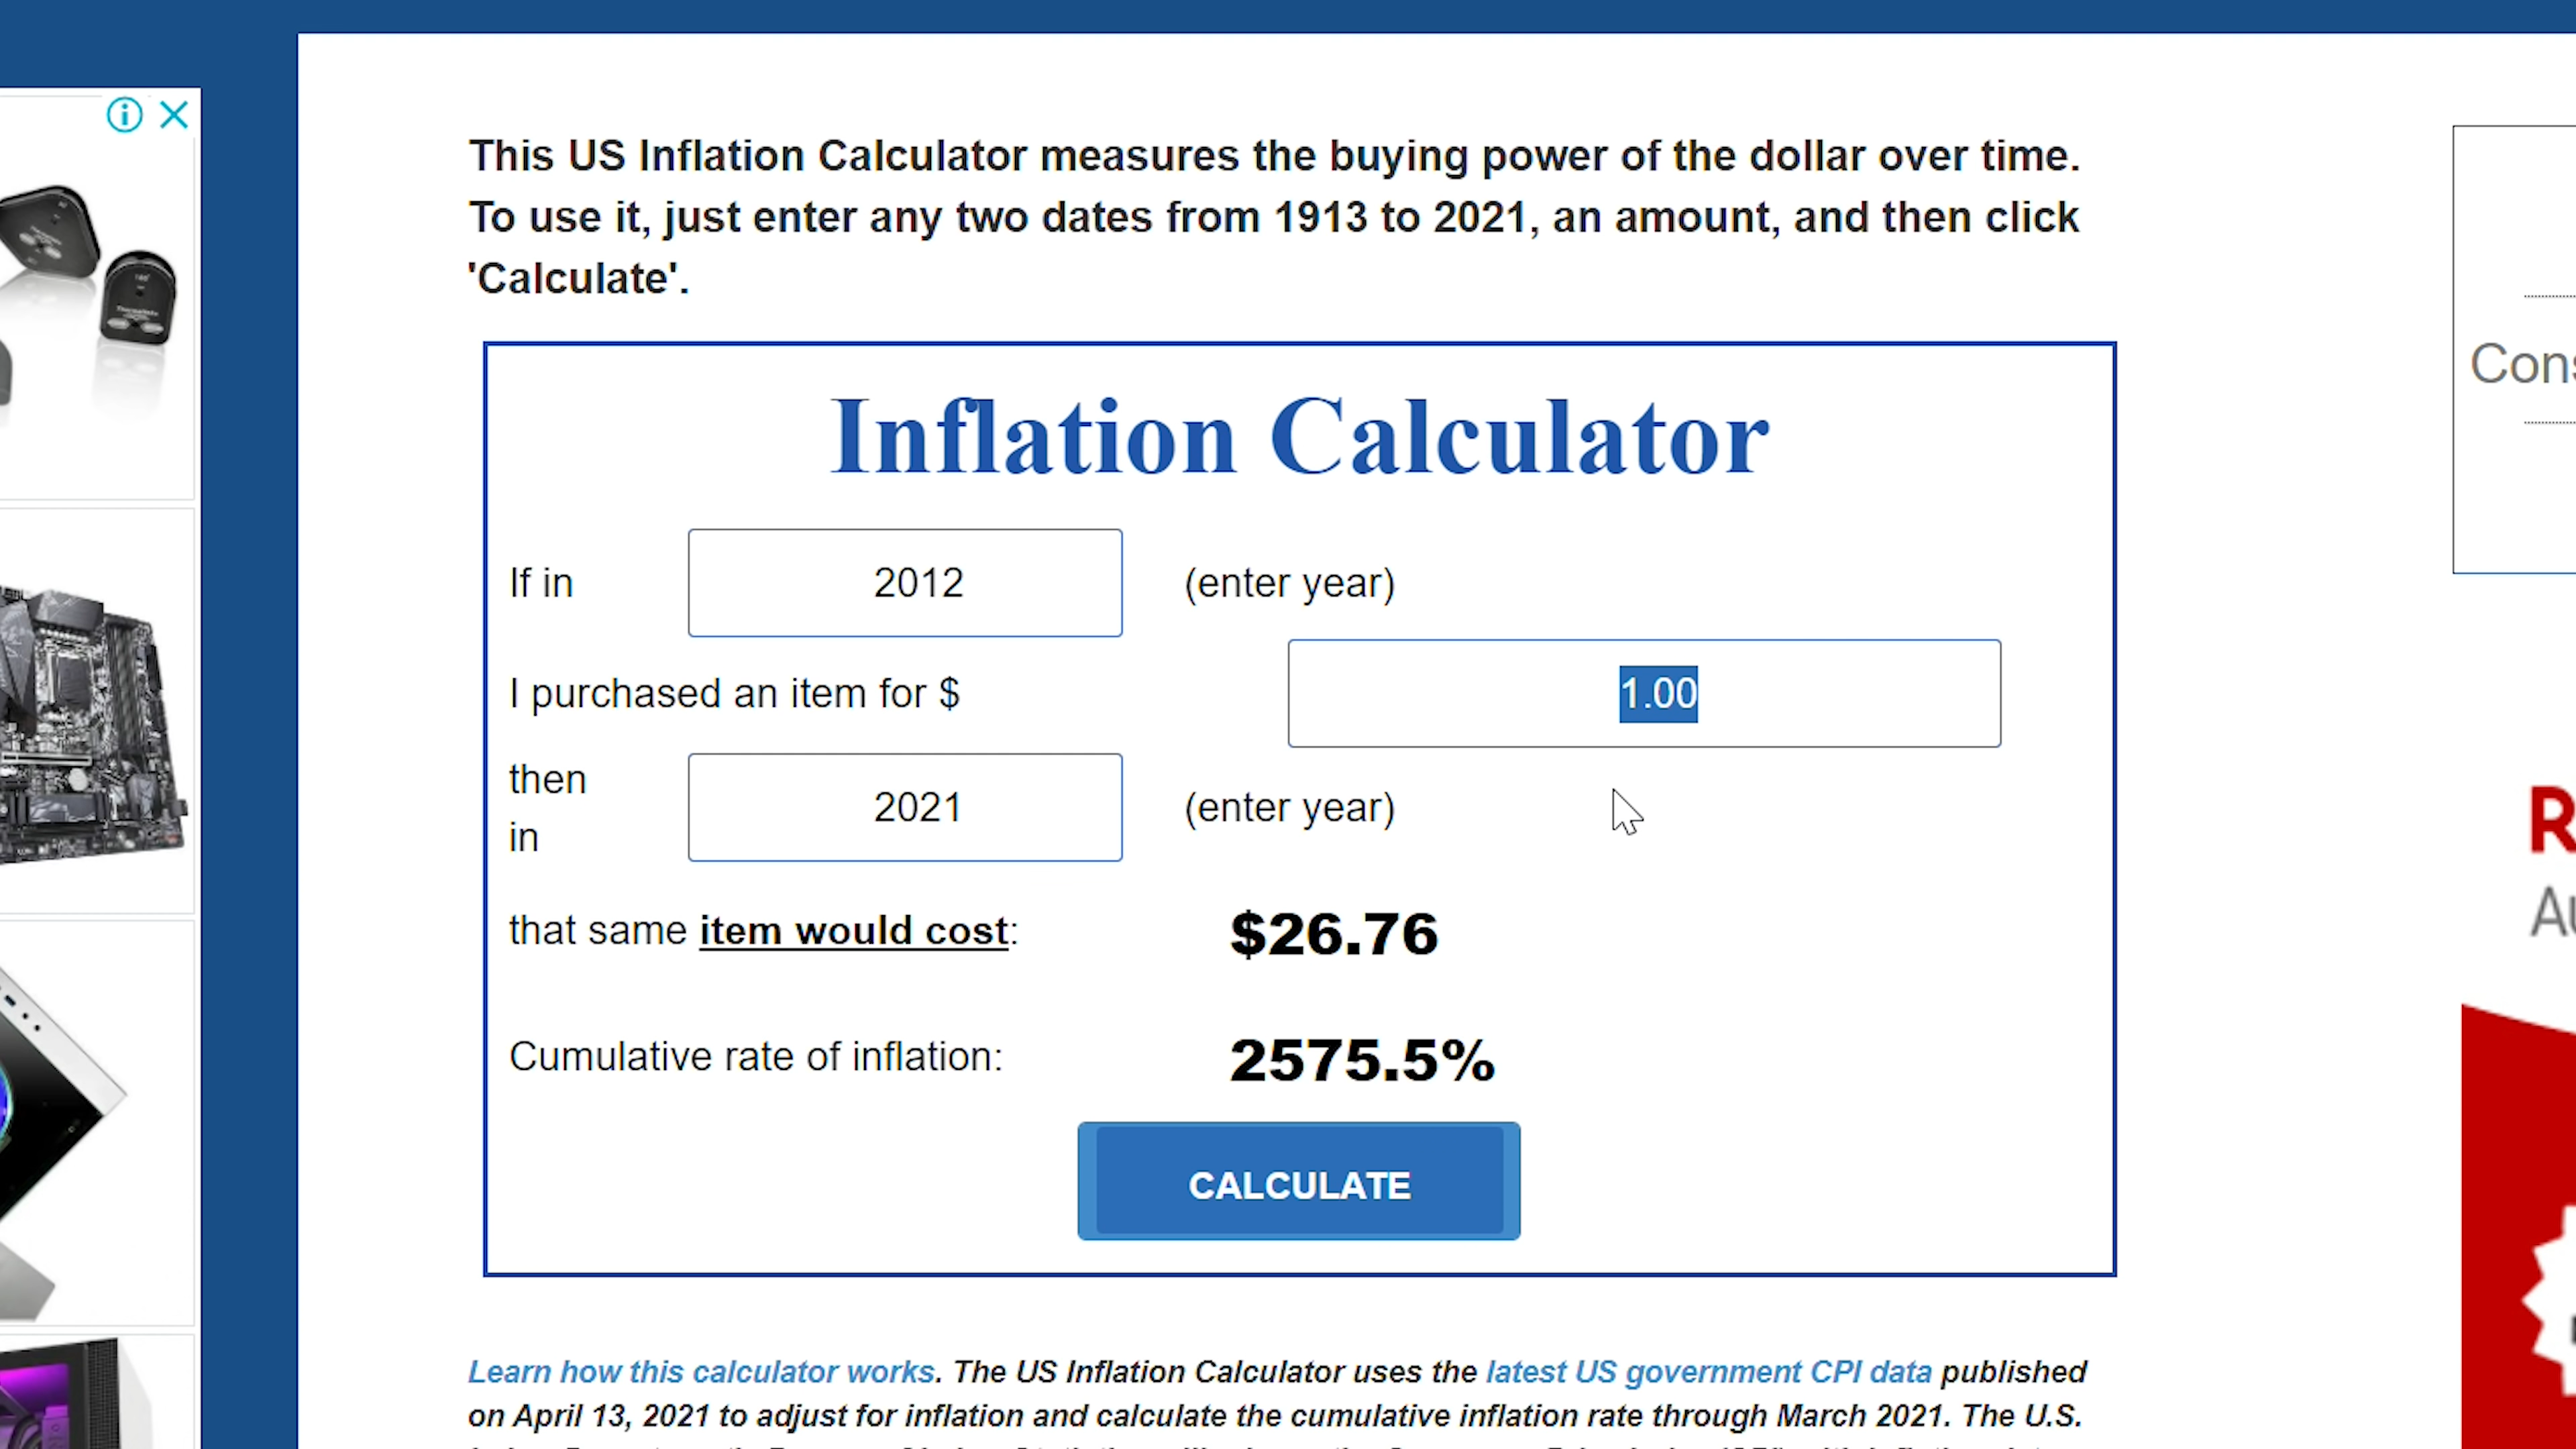 This US Inflation Calculator measures the buying power of the dollar over time.
To use it, just enter any two dates from 1913 to 2021, an amount, and then click
'Calculate'.
Inflation Calculator
If in 2012 (enter year)
I purchased an item for $ 1.00
then in 2021 (enter year)
that same item would cost: $26.76
Cumulative rate of inflation: 2575.5%
CALCULATE
Learn how this calculator works. The US Inflation Calculator uses the latest US government CPI data published
on April 13, 2021 to adjust for inflation and calculate the cumulative inflation rate through March 2021. The U.S.